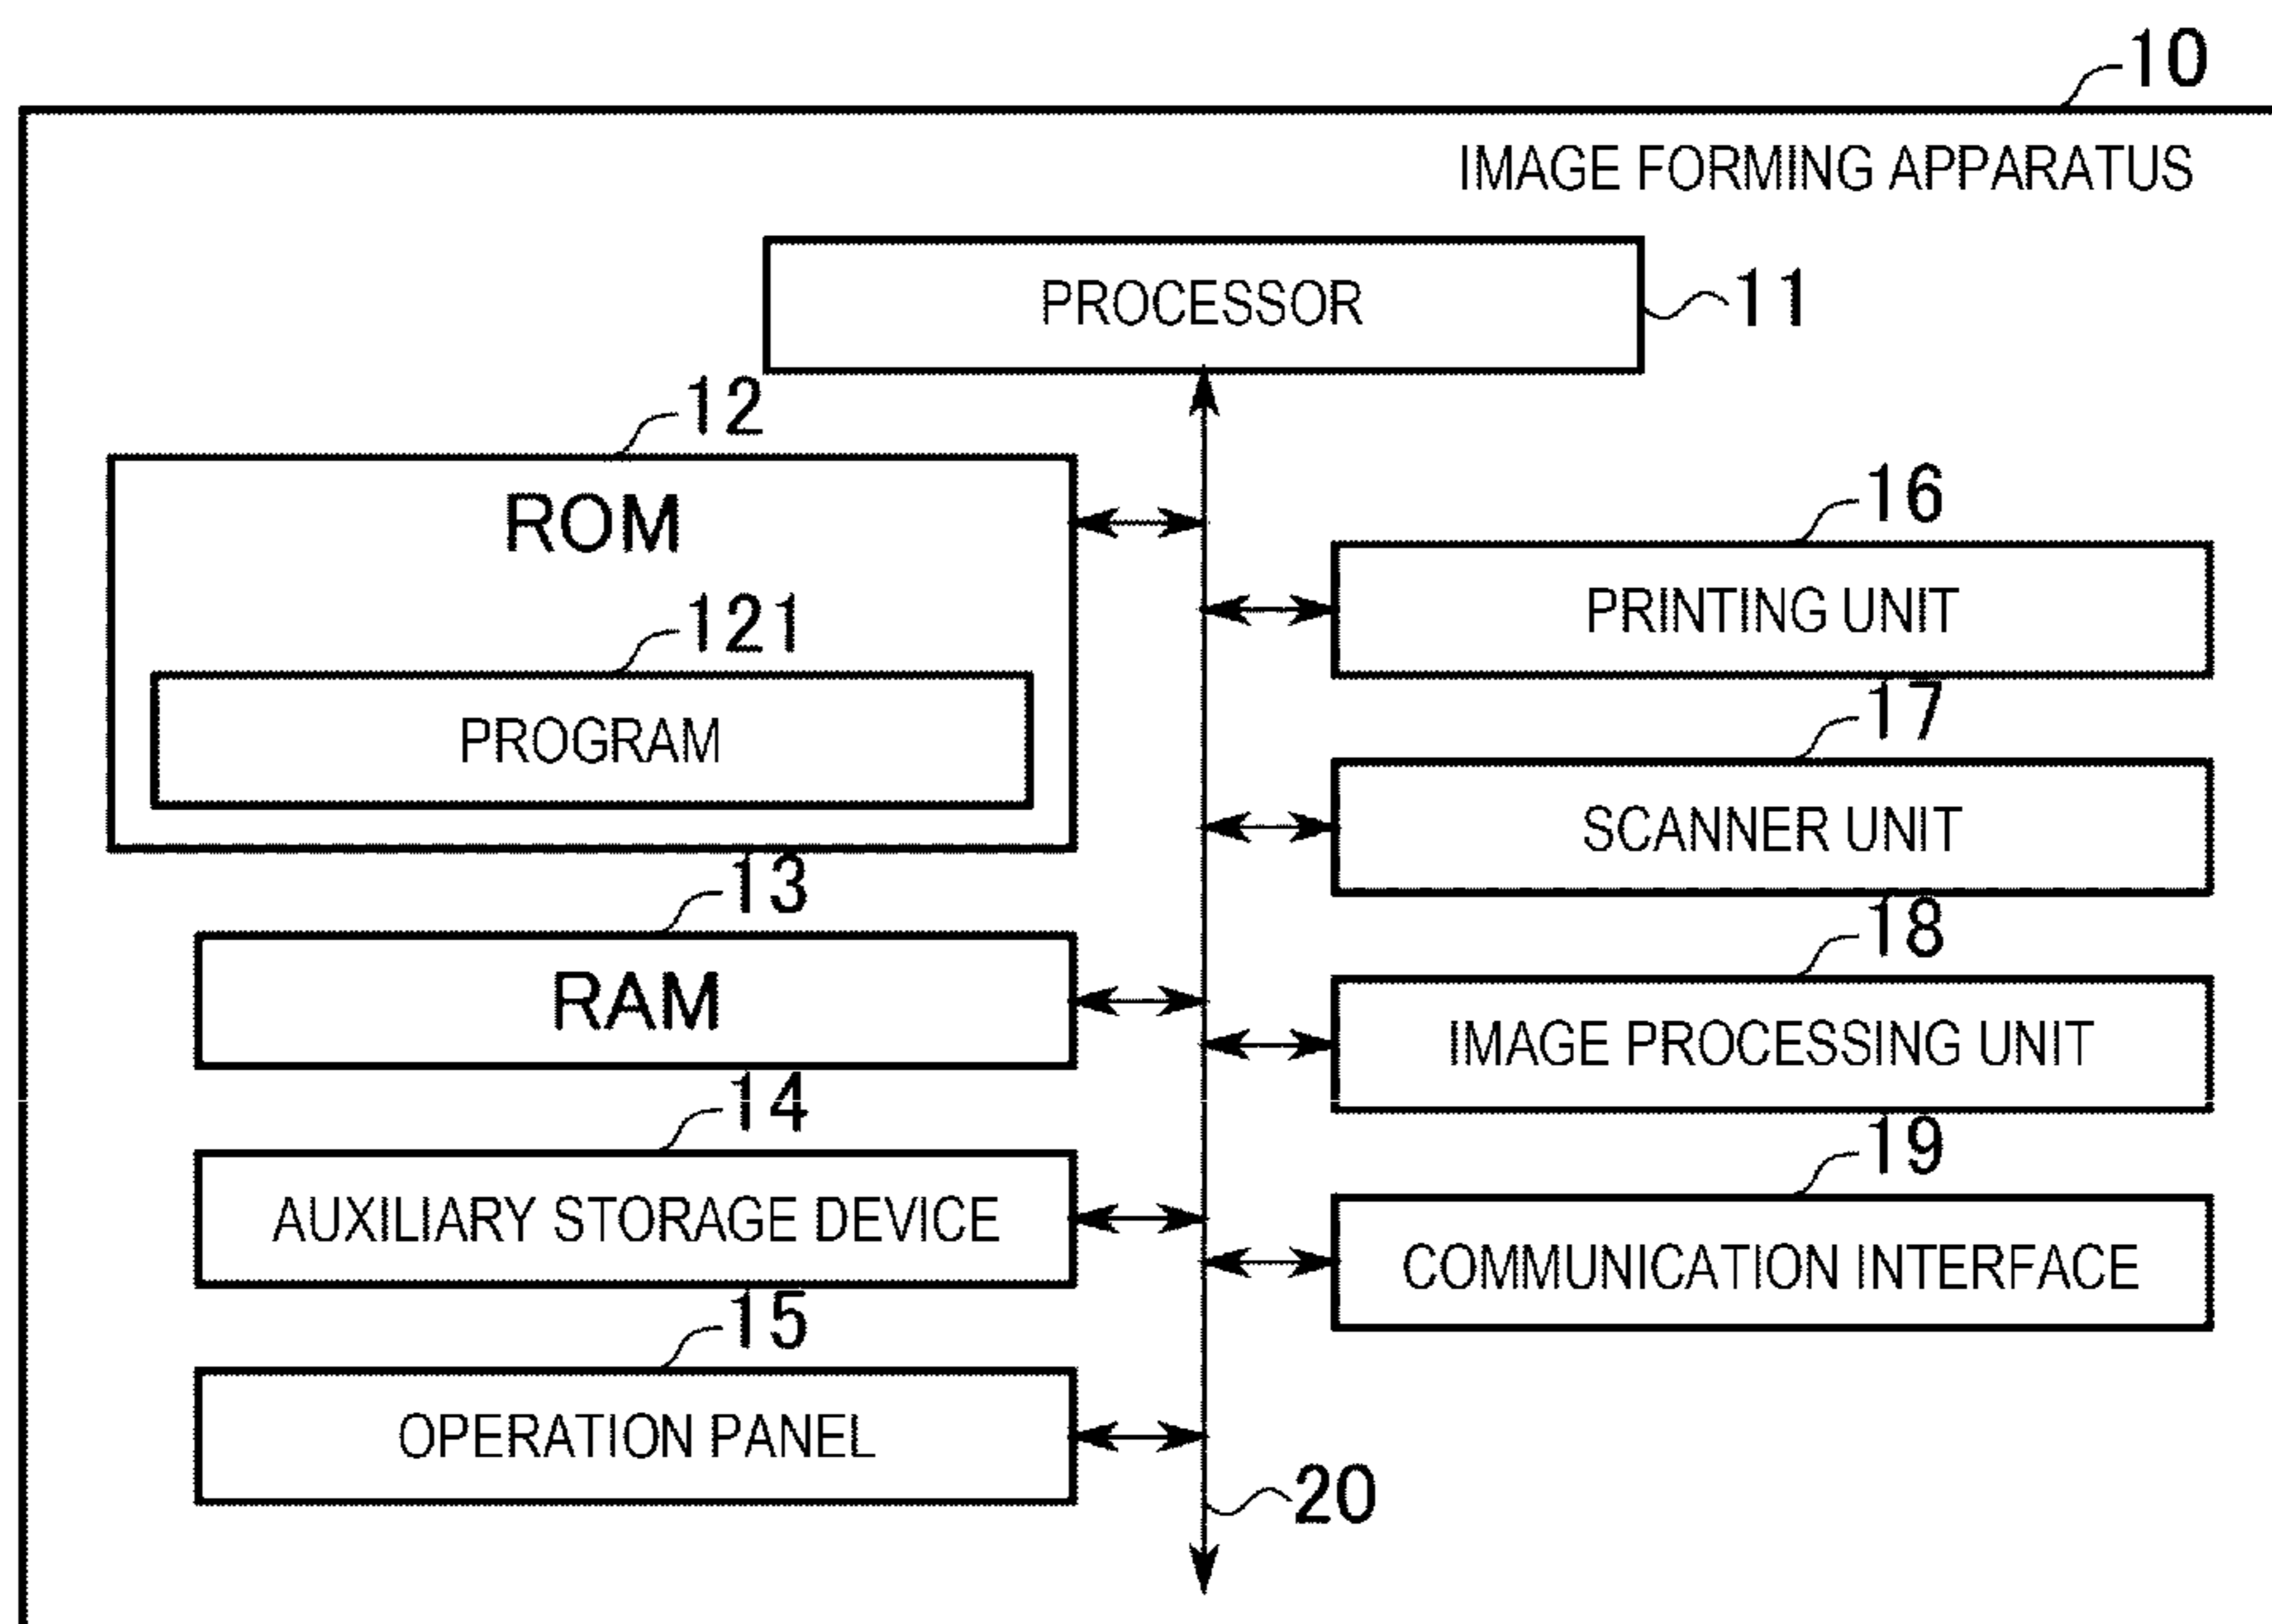 10
IMAGE FORMING APPARATUS
PROCESSOR
11
12
ROM
121
PROGRAM
13
RAM
14
AUXILIARY STORAGE DEVICE
15
OPERATION PANEL
16
PRINTING UNIT
17
SCANNER UNIT
18
IMAGE PROCESSING UNIT
19
COMMUNICATION INTERFACE
20